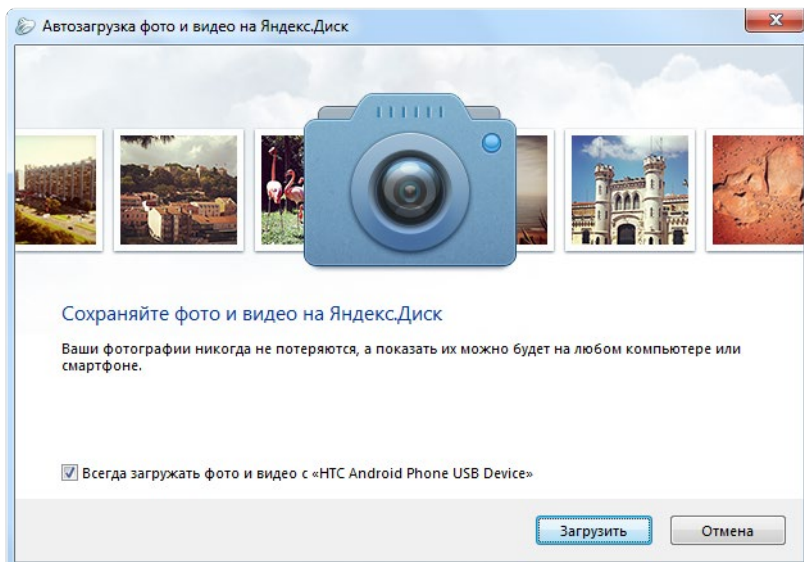 Автозагрузка фото и видео на Яндекс.Диск
Сохраняйте фото и видео на Яндекс.Диск
Ваши фотографии никогда не потеряются, а показать их можно будет на любом компьютере или
смартфоне.
Всегда загружать фото и видео с «HTC Android Phone USB Device»
Загрузить Отмена